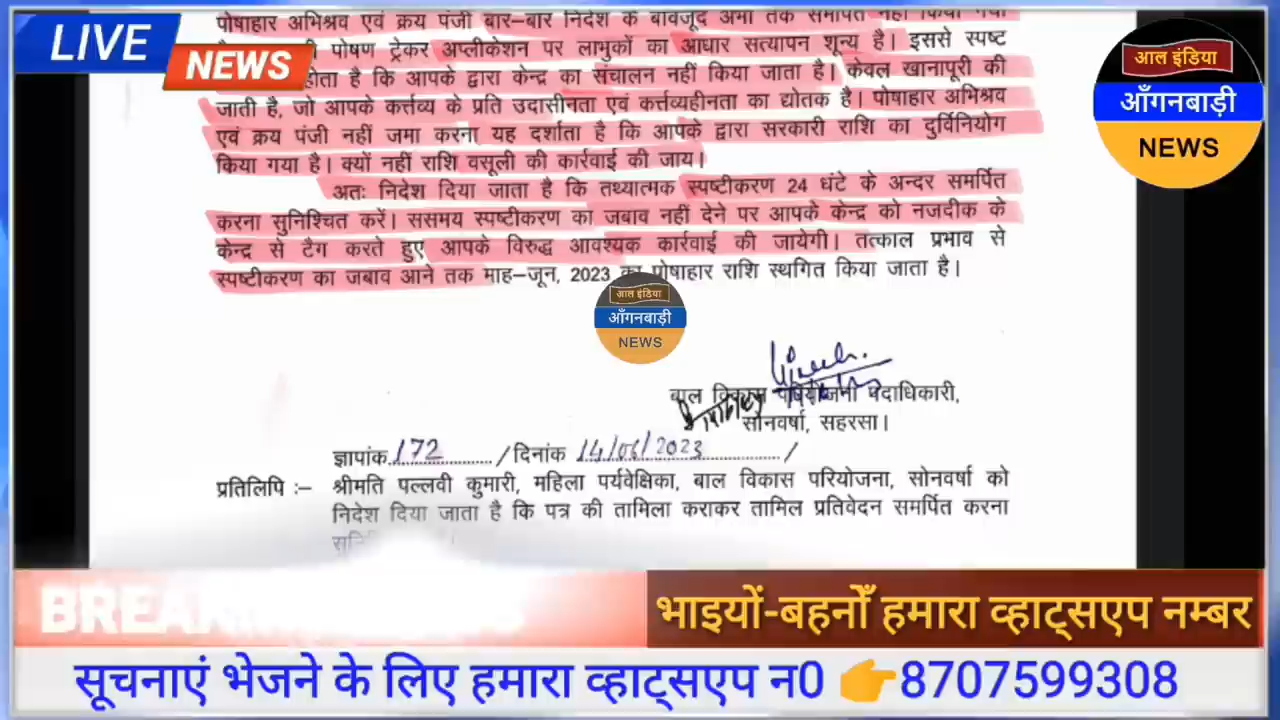 LIVE
NEWS
पोषाहार अभिश्रव एवं क्रय पंजी बार–बार निदेश के बावजूद अभी तक समर्पित नहीं किया गया
पोषण ट्रेकर अप्लीकेशन पर लाभुकों का आधार सत्यापन शून्य है। इससे स्पष्ट
होता है कि आपके द्वारा केन्द्र का संचालन नहीं किया जाता है। केवल खानापूरी की
जाती है, जो आपके कर्त्तव्य के प्रति उदासीनता एवं कर्त्तव्यहीनता का द्योतक है। पोषाहार अभिश्रव
एवं क्रय पंजी नहीं जमा करना यह दर्शाता है कि आपके द्वारा सरकारी राशि का दुर्विनियोग
किया गया है। क्यों नहीं राशि वसूली की कार्रवाई की जाय।
अतः निदेश दिया जाता है कि तथ्यात्मक स्पष्टीकरण 24 धंटे के अन्दर समर्पित
करना सुनिश्चित करें। ससमय स्पष्टीकरण का जबाव नहीं देने पर आपके केन्द्र को नजदीक के
केन्द्र से टैग करते हुए आपके विरुद्ध आवश्यक कार्रवाई की जायेगी। तत्काल प्रभाव से
स्पष्टीकरण का जबाव आने तक माह–जून, 2023 का पोषाहार राशि स्थगित किया जाता है।
आल इंडिया
आँगनबाड़ी
NEWS
आल इंडिया
आँगनबाड़ी
NEWS
बाल विकास परियोजना पदाधिकारी,
सोनवर्षा, सहरसा।
ज्ञापांक 172 / दिनांक 14/06/2023 /
प्रतिलिपि :– श्रीमति पल्लवी कुमारी, महिला पर्यवेक्षिका, बाल विकास परियोजना, सोनवर्षा को
निदेश दिया जाता है कि पत्र की तामिला कराकर तामिल प्रतिवेदन समर्पित करना
भाइयों-बहनोँ हमारा व्हाट्सएप नम्बर
सूचनाएं भेजने के लिए हमारा व्हाट्सएप न0 👉8707599308